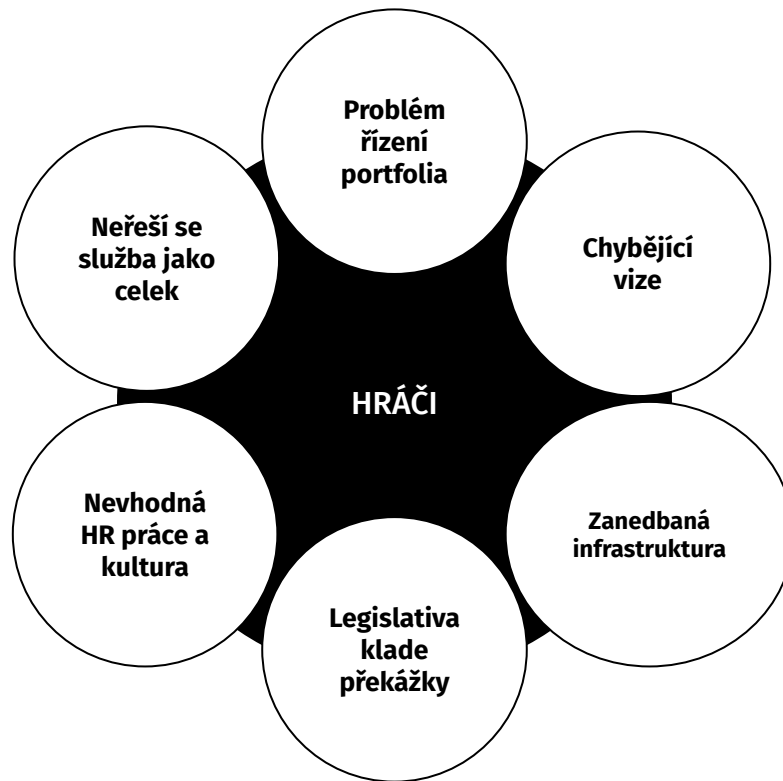 Problém
řízení
portfolia
Neřeší se
služba jako
celek
Chybějící
vize
HRÁČI
Nevhodná
HR práce a
kultura
Zanedbaná
infrastruktura
Legislativa
klade
překážky